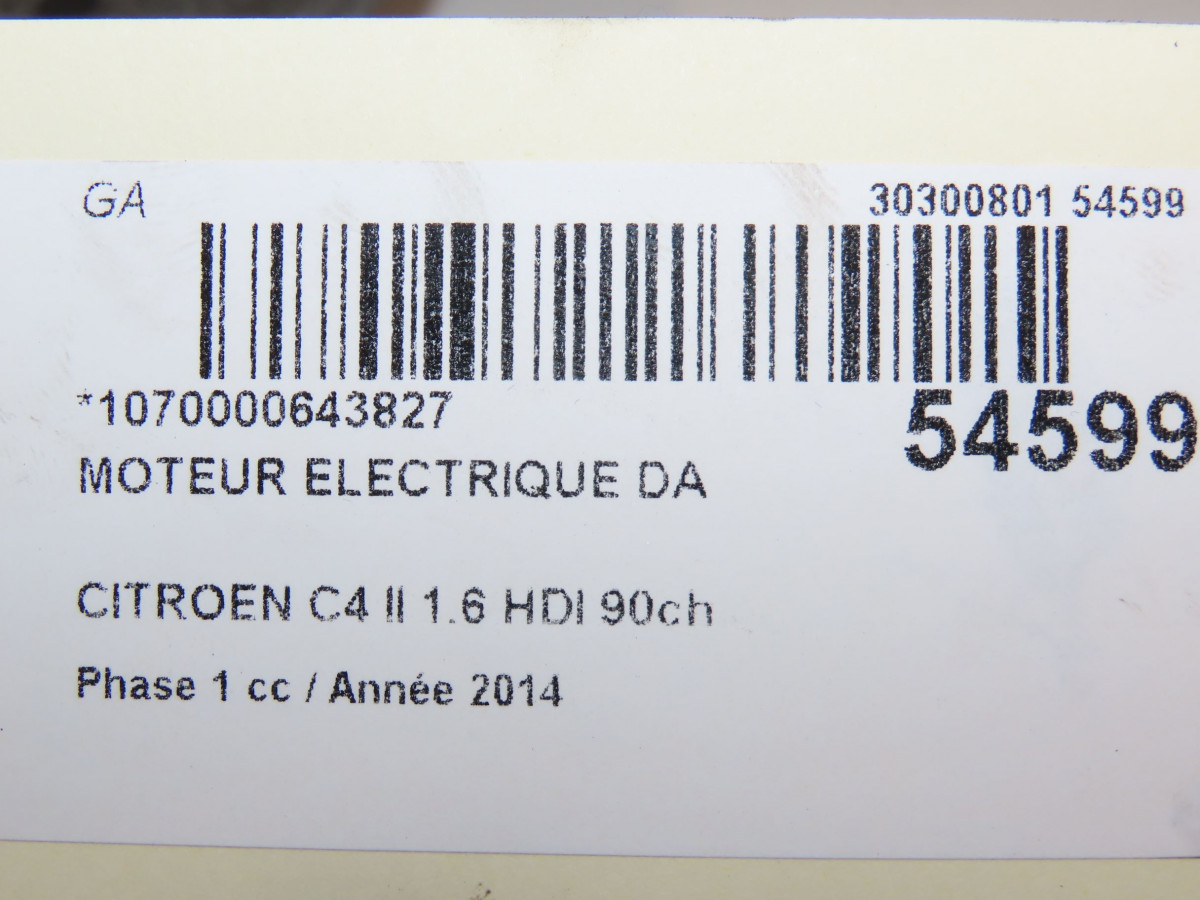 GA 30300801 54599
*1070000643827 54599
MOTEUR ELECTRIQUE DA
CITROEN C4 II 1.6 HDI 90ch
Phase 1 cc / Année 2014